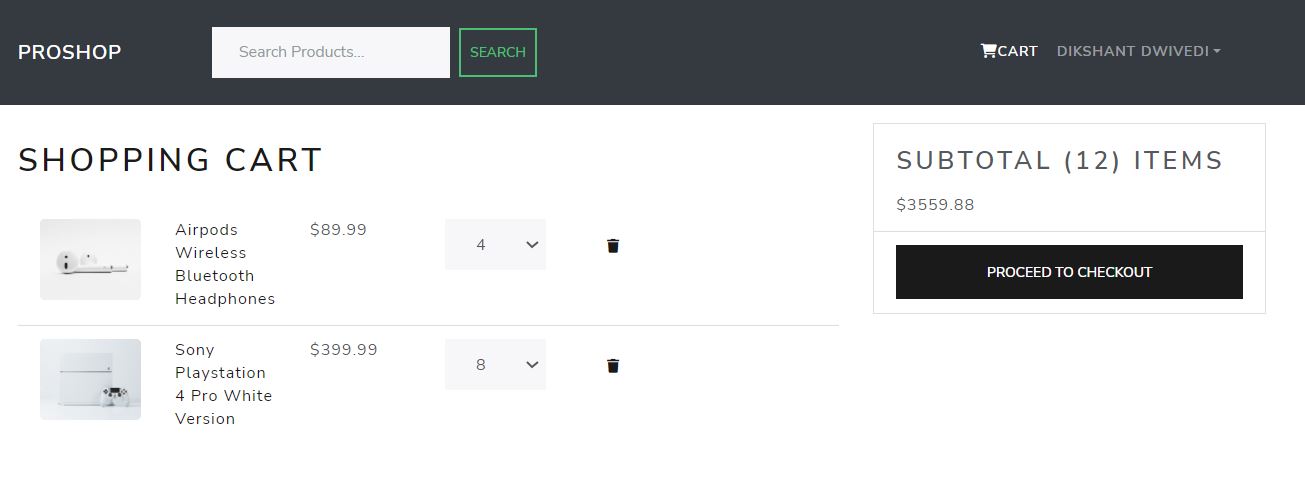 PROSHOP
Search Products...
SEARCH
CART
DIKSHANT DWIVEDI
SHOPPING CART
Airpods
Wireless
Bluetooth
Headphones
$89.99
4
Sony
Playstation
4 Pro White
Version
$399.99
8
SUBTOTAL (12) ITEMS
$3559.88
PROCEED TO CHECKOUT